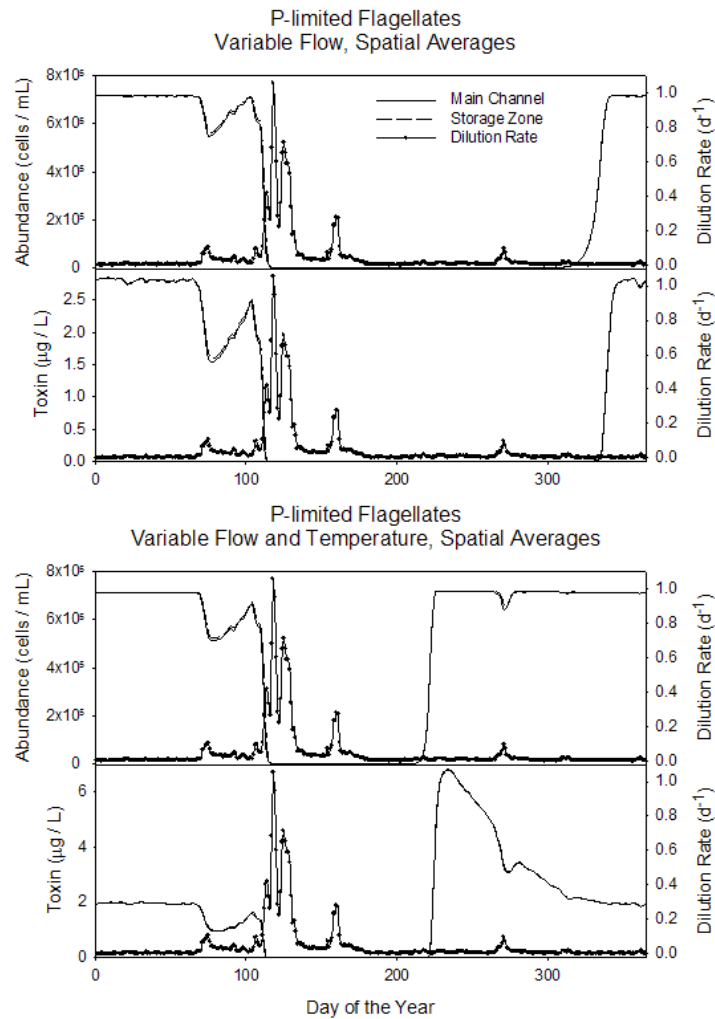 P-limited Flagellates
Variable Flow, Spatial Averages
Abundance (cells / mL)
8x10⁵
6x10⁵
4x10⁵
2x10⁵
0
Main Channel
Storage Zone
Dilution Rate
1.0
0.8
0.6
0.4
0.2
0.0
Dilution Rate (d⁻¹)
Toxin (µg / L)
2.5
2.0
1.5
1.0
0.5
0.0
1.0
0.8
0.6
0.4
0.2
0.0
Dilution Rate (d⁻¹)
0 100 200 300
P-limited Flagellates
Variable Flow and Temperature, Spatial Averages
Abundance (cells / mL)
8x10⁵
6x10⁵
4x10⁵
2x10⁵
0
1.0
0.8
0.6
0.4
0.2
0.0
Dilution Rate (d⁻¹)
Toxin (µg / L)
6
4
2
0
1.0
0.8
0.6
0.4
0.2
0.0
Dilution Rate (d⁻¹)
0 100 200 300
Day of the Year